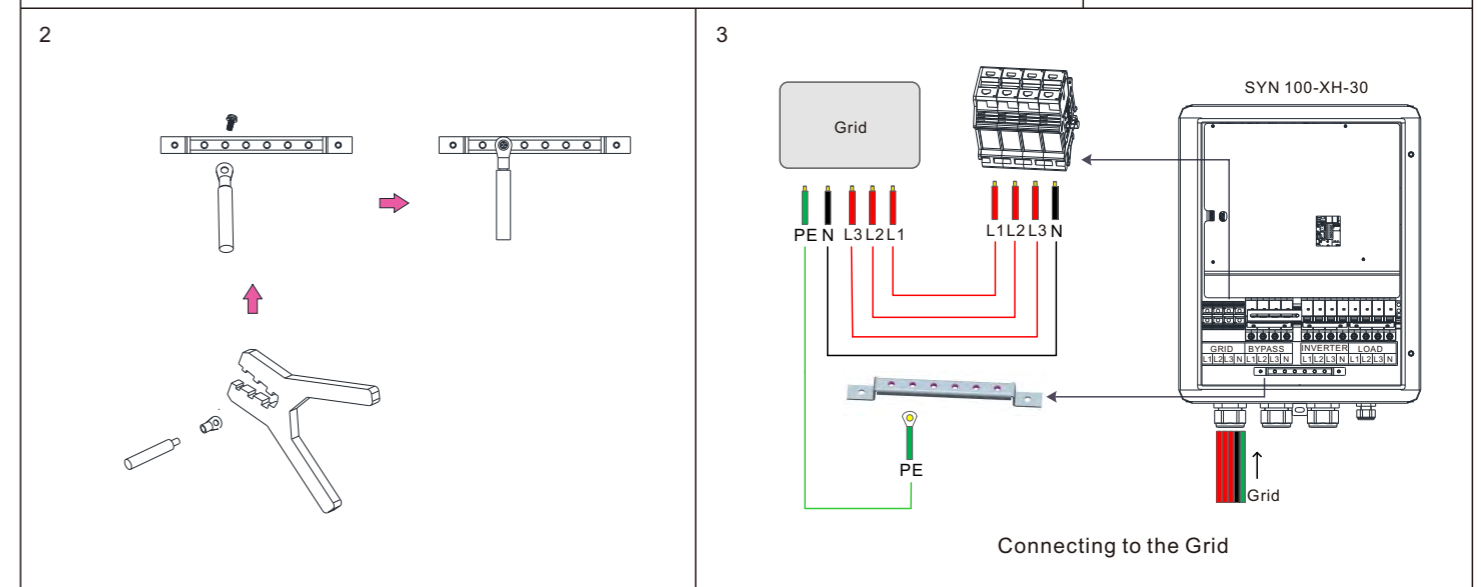 2
3
Grid
SYN 100-XH-30
PE N L3 L2 L1
L1 L2 L3 N
GRID BYPASS INVERTER LOAD
L1 L2 L3 N L1 L2 L3 N L1 L2 L3 N L1 L2 L3 N
PE
Grid
Connecting to the Grid